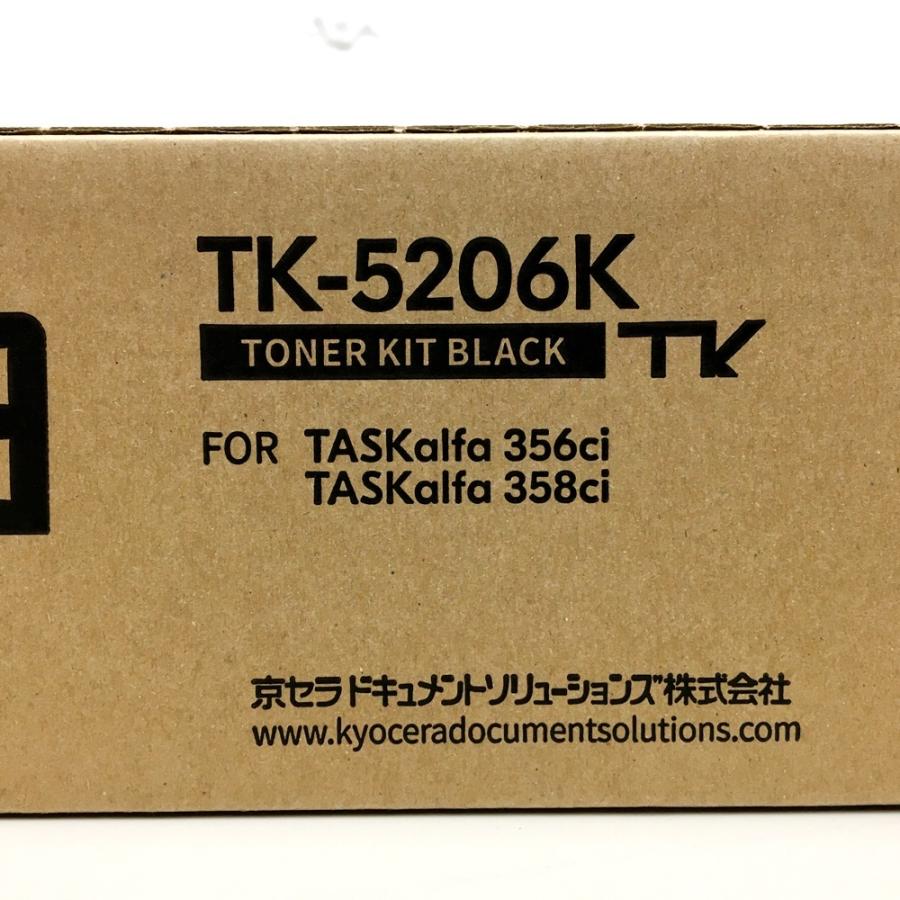 TK-5206K
TONER KIT BLACK TK
FOR TASKalfa 356ci
TASKalfa 358ci
京セラドキュメントソリューションズ株式会社
www.kyoceradocumentsolutions.com